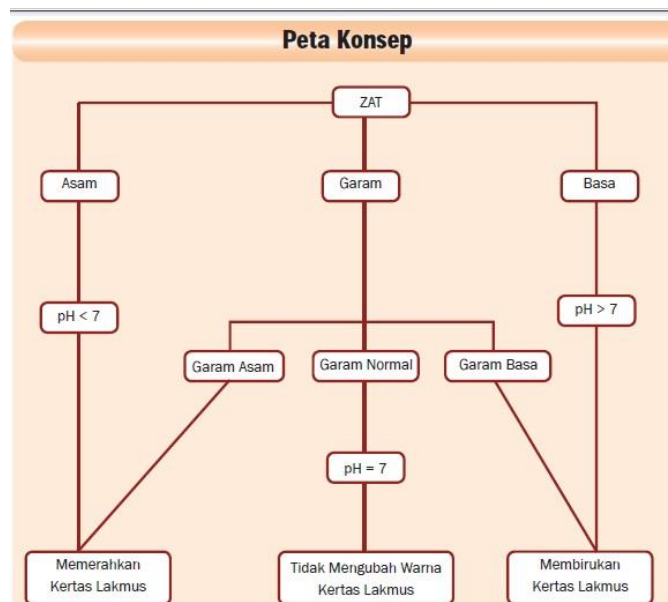 Peta Konsep
ZAT
Asam
Garam
Basa
pH < 7
pH > 7
Garam Asam
Garam Normal
Garam Basa
pH = 7
Memerahkan
Kertas Lakmus
Tidak Mengubah Warna
Kertas Lakmus
Membirukan
Kertas Lakmus